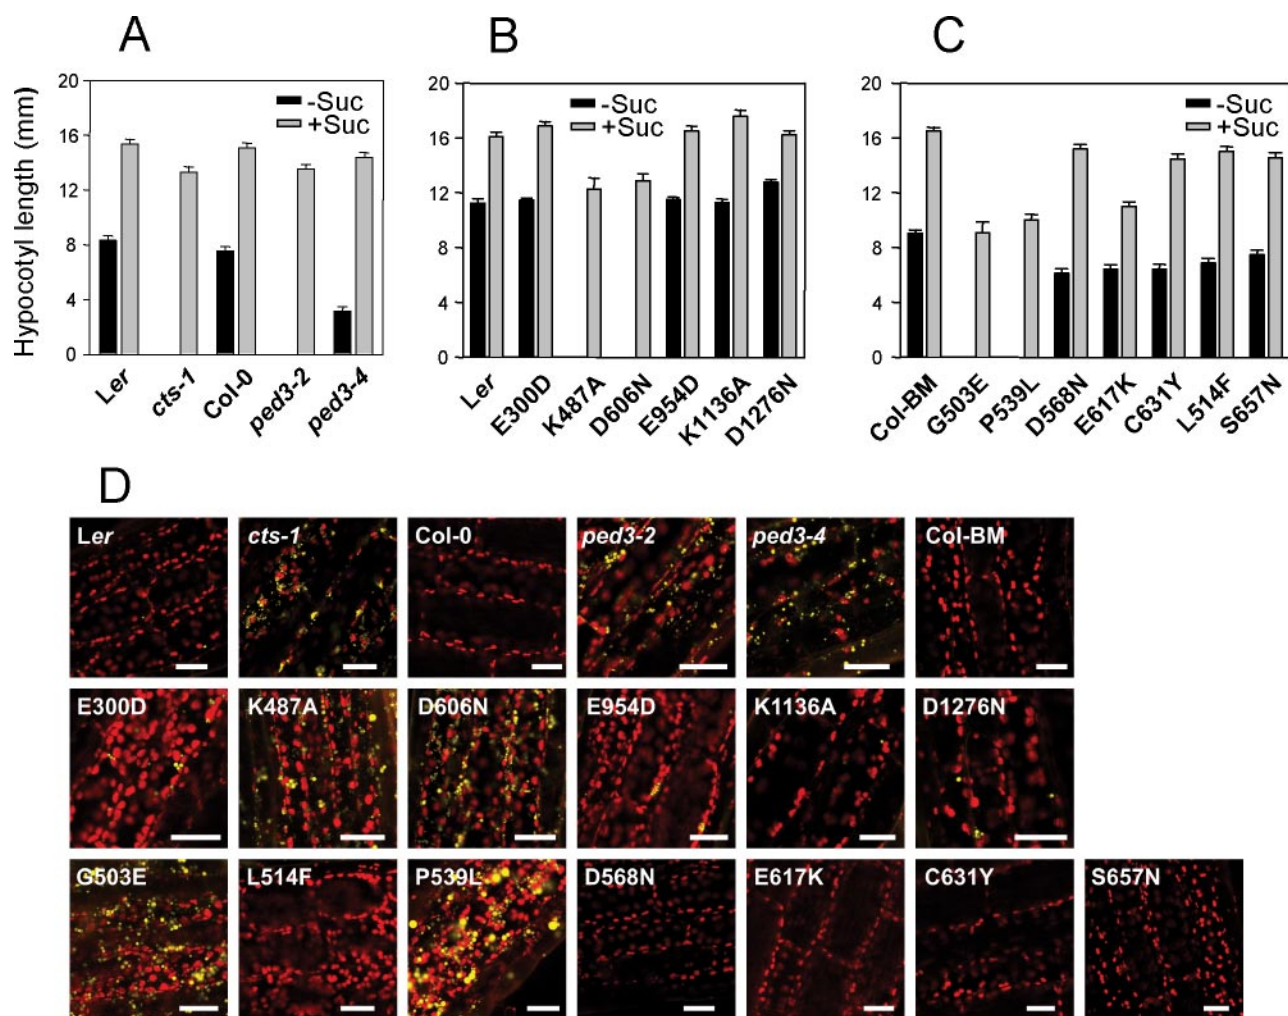 A
B
C
Hypocotyl length (mm)
20
16
12
8
4
0
-Suc
+Suc
Ler
cts-1
Col-0
ped3-2
ped3-4
20
16
12
8
4
0
-Suc
+Suc
Ler
E300D
K487A
D606N
E954D
K1136A
D1276N
20
16
12
8
4
0
-Suc
+Suc
Col-BM
G503E
P539L
D568N
E617K
C631Y
L514F
S657N
D
Ler cts-1 Col-0 ped3-2 ped3-4 Col-BM
E300D K487A D606N E954D K1136A D1276N
G503E L514F P539L D568N E617K C631Y S657N